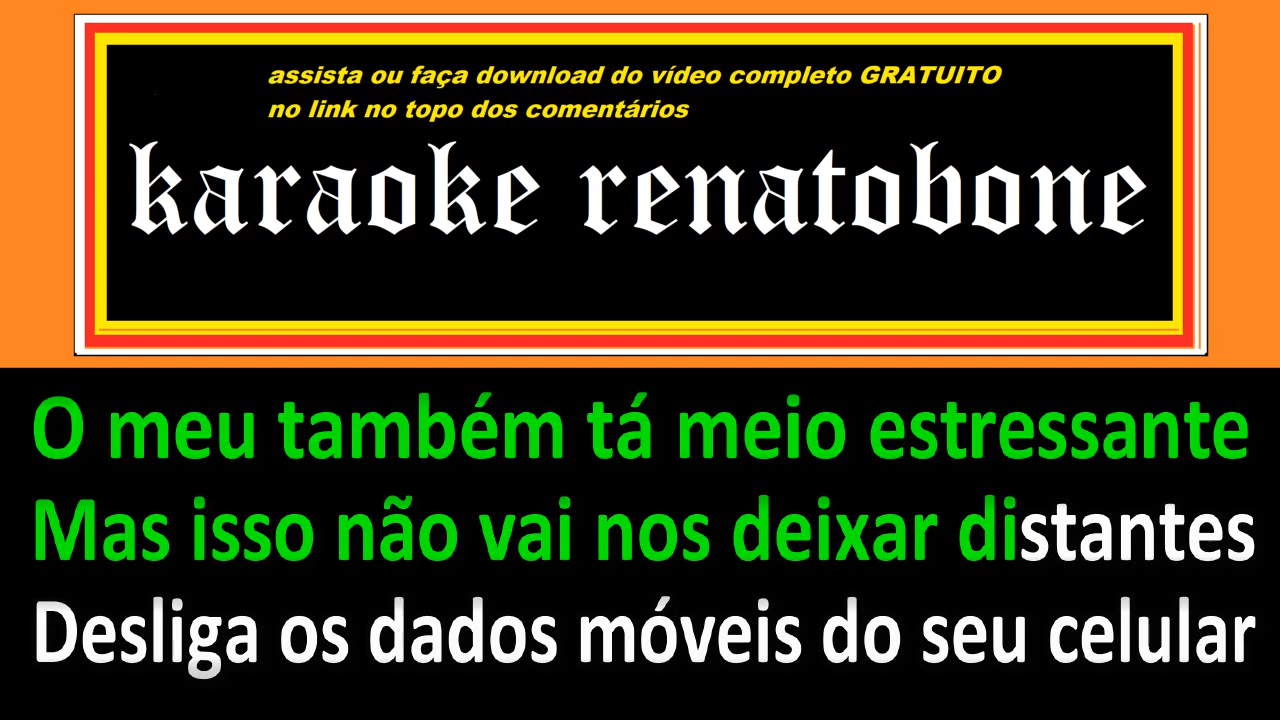 assista ou faça download do vídeo completo GRATUITO
no link no topo dos comentários
karaoke renatobone
O meu também tá meio estressante
Mas isso não vai nos deixar distantes
Desliga os dados móveis do seu celular